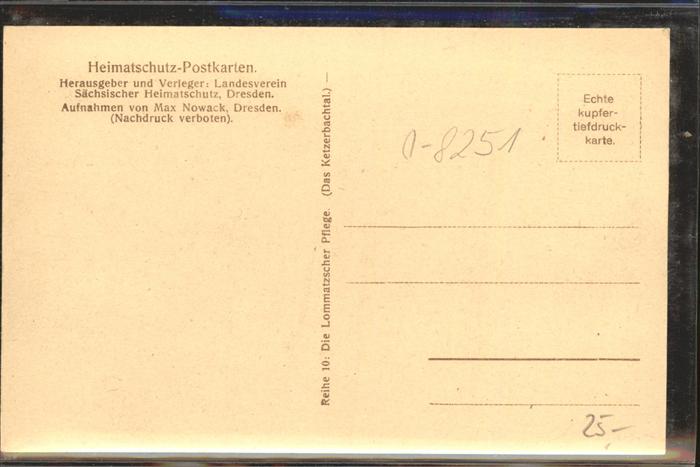 Heimatschutz-Postkarten.
Herausgeber und Verleger: Landesverein
Sächsischer Heimatschutz, Dresden.
Aufnahmen von Max Nowack, Dresden.
(Nachdruck verboten).
Reihe 10: Die Lommatzscher Pflege. (Das Ketzerbachtal.) —
Echte
kupfer-
tiefdruck-
karte.
-8251
25-